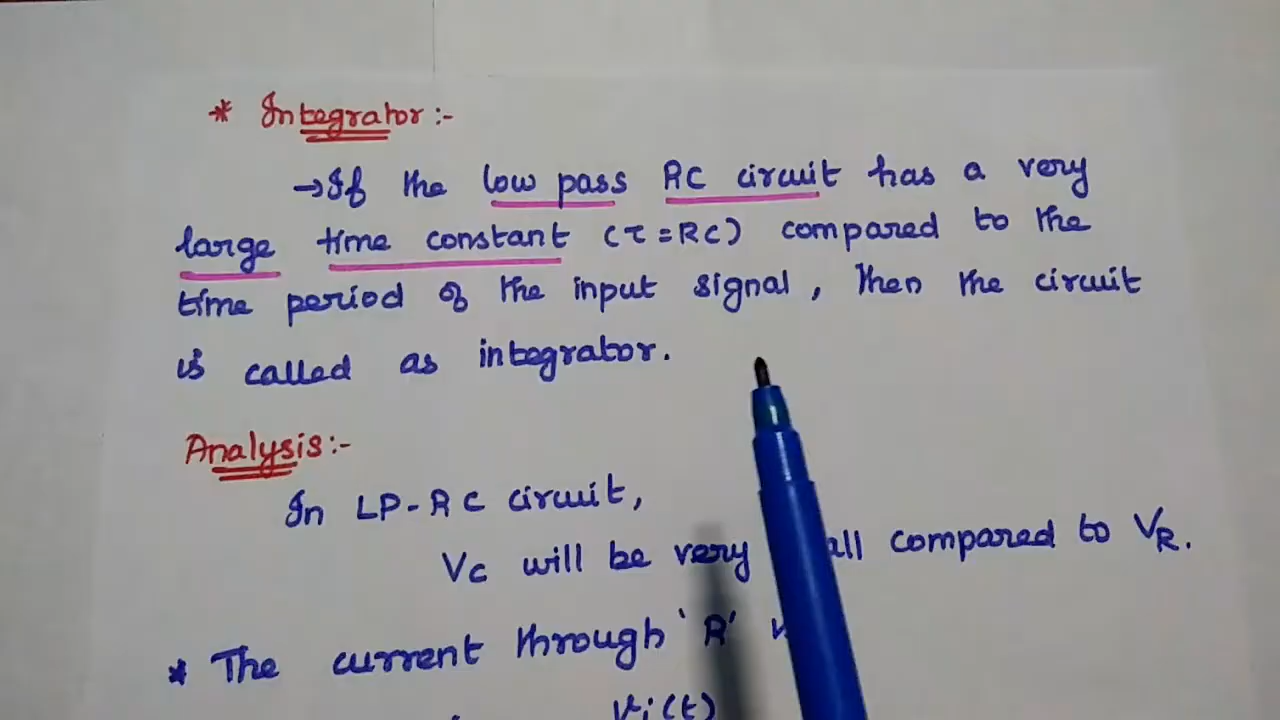 * Integrator:-
→If the low pass RC circuit has a very
large time constant (τ=RC) compared to the
time period of the input signal, then the circuit
is called as integrator.
Analysis:-
In LP-RC circuit,
Vc will be very all compared to VR.
* The current through 'R'
Vi(t)